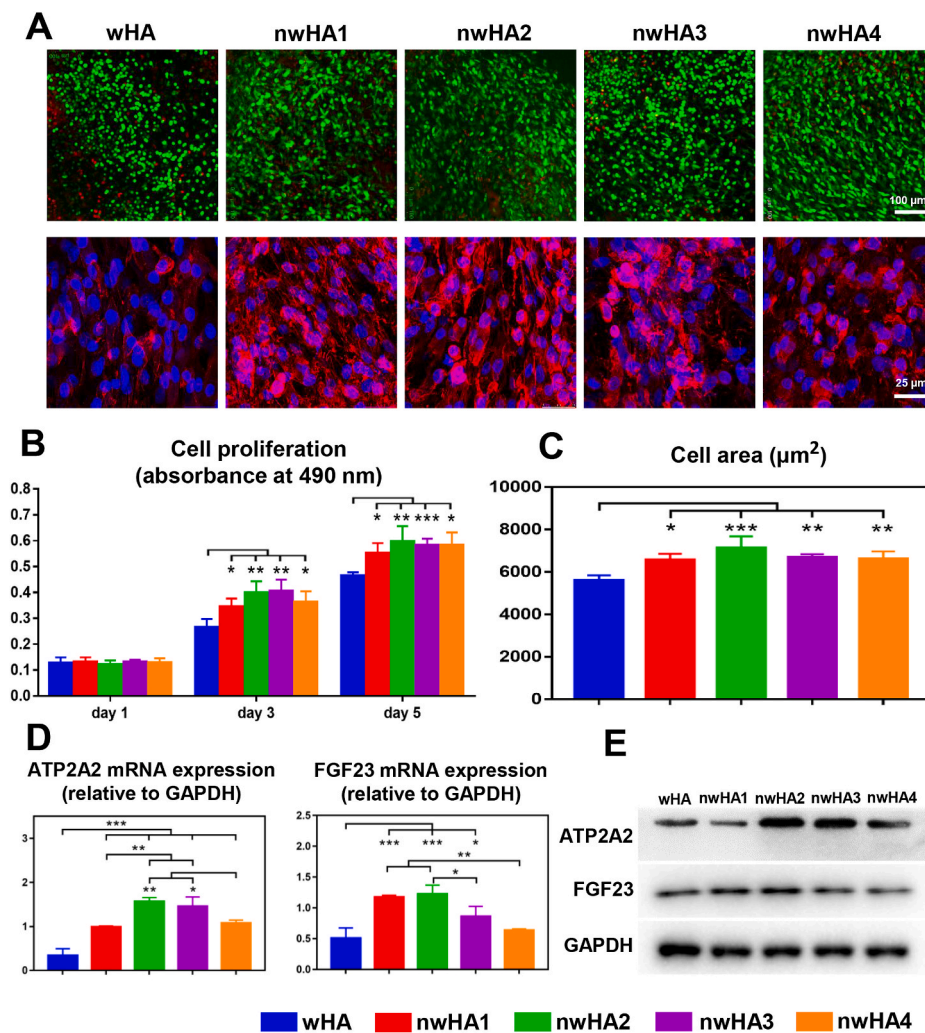 A
wHA nwHA1 nwHA2 nwHA3 nwHA4
100 µm
25 µm
B
Cell proliferation
(absorbance at 490 nm)
0.8
0.7
0.6
0.5
0.4
0.3
0.2
0.1
0.0
* ** ** *
* ** *** *
day 1 day 3 day 5
C
Cell area (µm²)
10000
8000
6000
4000
2000
0
* *** ** **
D
ATP2A2 mRNA expression
(relative to GAPDH)
3
2
1
0
***
**
** *
FGF23 mRNA expression
(relative to GAPDH)
2.5
2.0
1.5
1.0
0.5
0.0
*** *** *
**
*
E
wHA nwHA1 nwHA2 nwHA3 nwHA4
ATP2A2
FGF23
GAPDH
wHA nwHA1 nwHA2 nwHA3 nwHA4